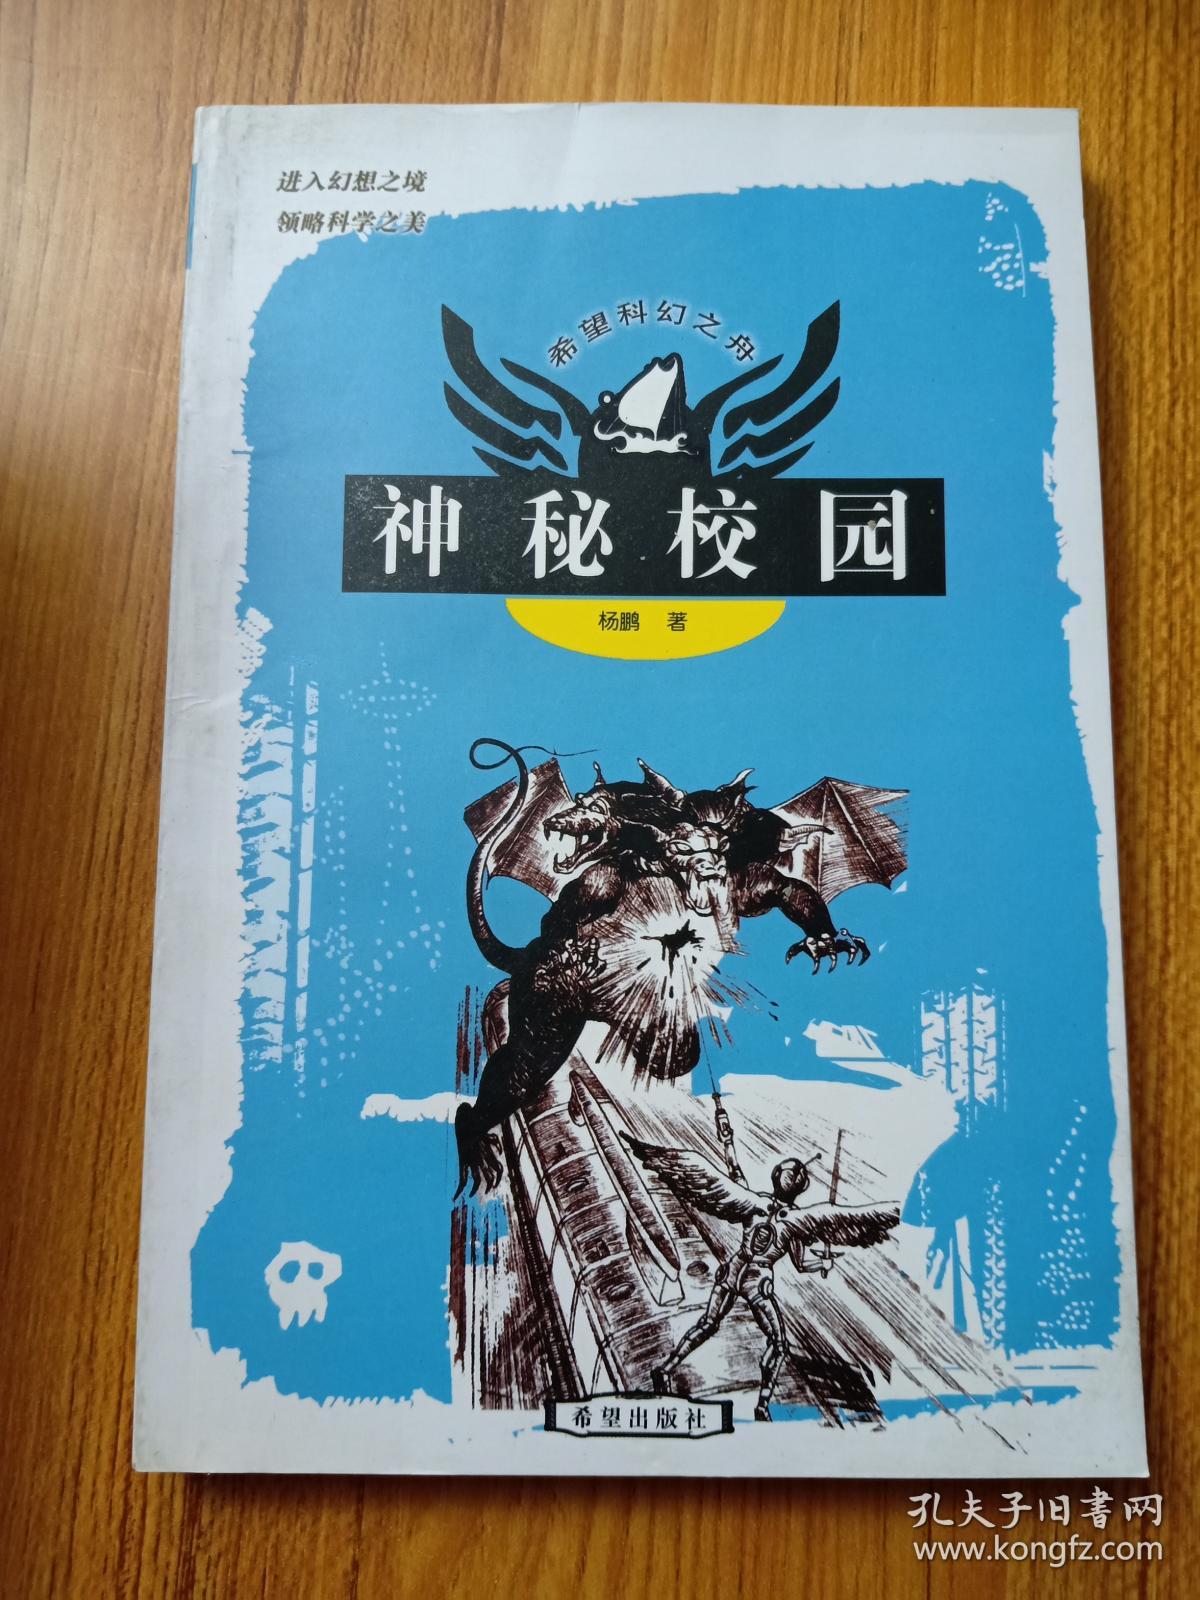 进入幻想之境
领略科学之美
希望科幻之舟
神秘校园
杨鹏 著
希望出版社
孔夫子旧书网
www.kongfz.com